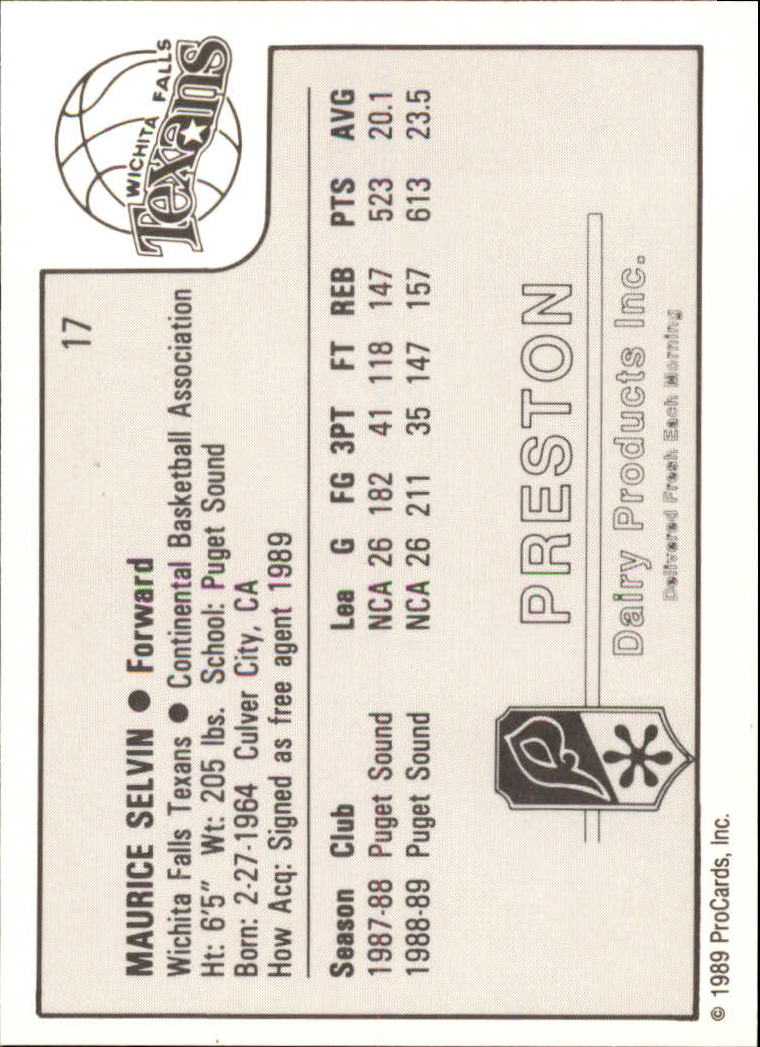 17
WICHITA FALLS
Texans
MAURICE SELVIN ● Forward
Wichita Falls Texans ● Continental Basketball Association
Ht: 6'5" Wt: 205 lbs. School: Puget Sound
Born: 2-27-1964 Culver City, CA
How Acq: Signed as free agent 1989
Season Club Lea G FG 3PT FT REB PTS AVG
1987-88 Puget Sound NCA 26 182 41 118 147 523 20.1
1988-89 Puget Sound NCA 26 211 35 147 157 613 23.5
PRESTON
Dairy Products Inc.
Delivered Fresh Each Morning
© 1989 ProCards, Inc.